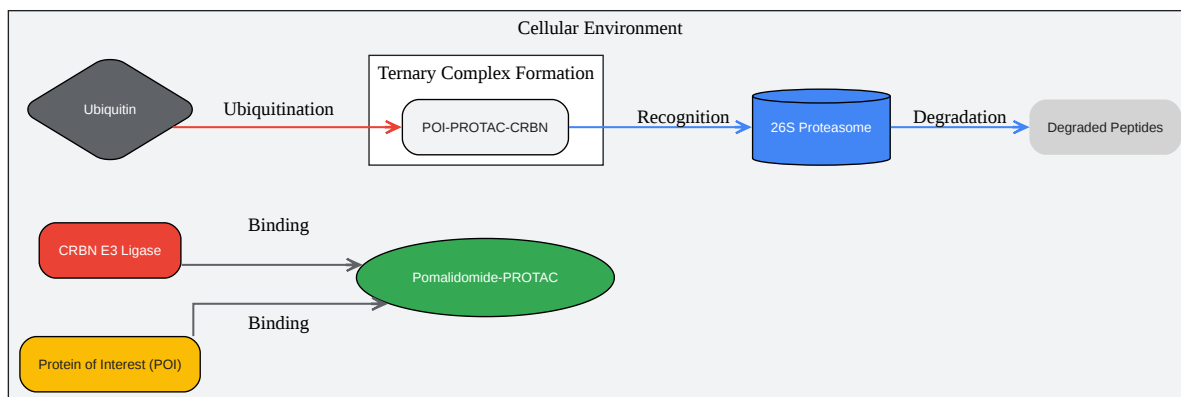 Cellular Environment
Ternary Complex Formation
Ubiquitin
Ubiquitination
POI-PROTAC-CRBN
Recognition
26S Proteasome
Degradation
Degraded Peptides
Binding
CRBN E3 Ligase
Pomalidomide-PROTAC
Binding
Protein of Interest (POI)